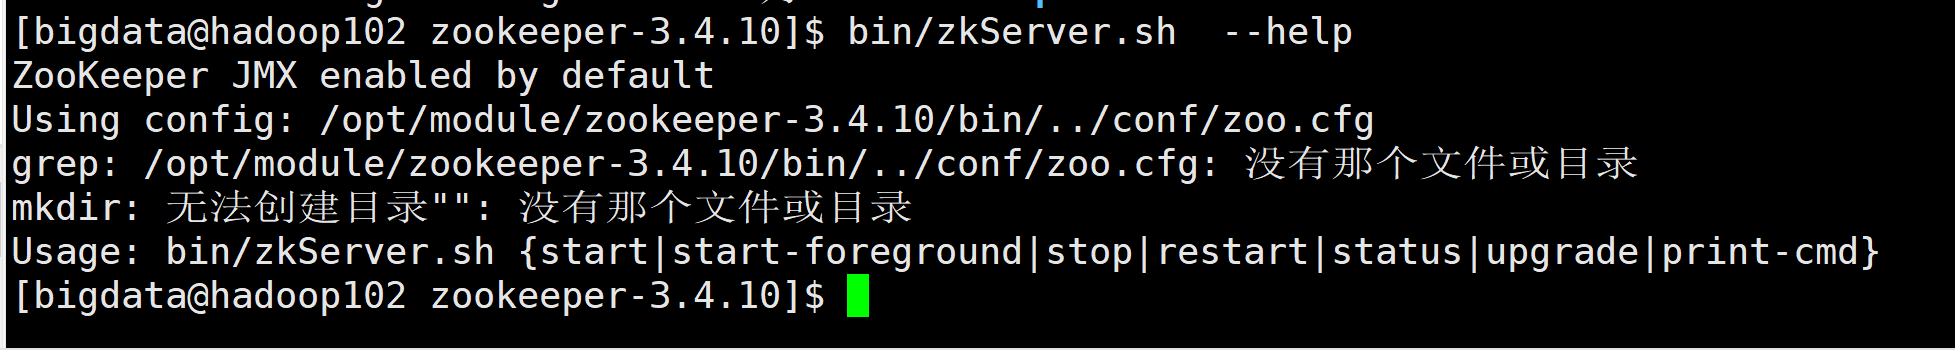 [bigdata@hadoop102 zookeeper-3.4.10]$ bin/zkServer.sh  --help
ZooKeeper JMX enabled by default
Using config: /opt/module/zookeeper-3.4.10/bin/../conf/zoo.cfg
grep: /opt/module/zookeeper-3.4.10/bin/../conf/zoo.cfg: 没有那个文件或目录
mkdir: 无法创建目录"": 没有那个文件或目录
Usage: bin/zkServer.sh {start|start-foreground|stop|restart|status|upgrade|print-cmd}
[bigdata@hadoop102 zookeeper-3.4.10]$